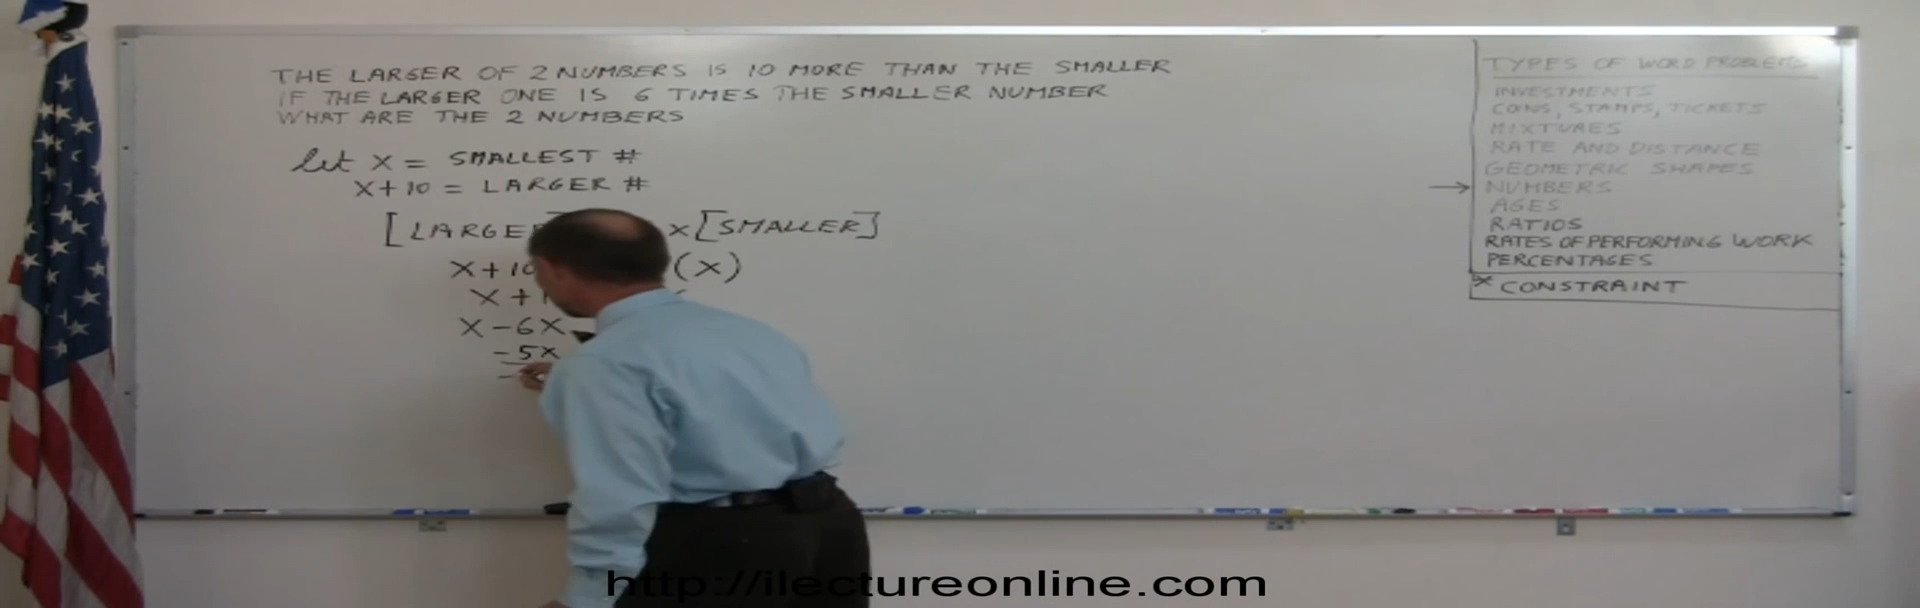 THE LARGER OF 2 NUMBERS IS 10 MORE THAN THE SMALLER
IF THE LARGER ONE IS 6 TIMES THE SMALLER NUMBER
WHAT ARE THE 2 NUMBERS
let x = SMALLEST #
x+10 = LARGER #
[LARGER x[SMALLER]
x+10 (x)
x+1
x-6x
-5x
TYPES OF WORD PROBLEMS
INVESTMENTS
COINS, STAMPS, TICKETS
MIXTURES
RATE AND DISTANCE
GEOMETRIC SHAPES
→ NUMBERS
AGES
RATIOS
RATES OF PERFORMING WORK
PERCENTAGES
* CONSTRAINT
http://ilectureonline.com